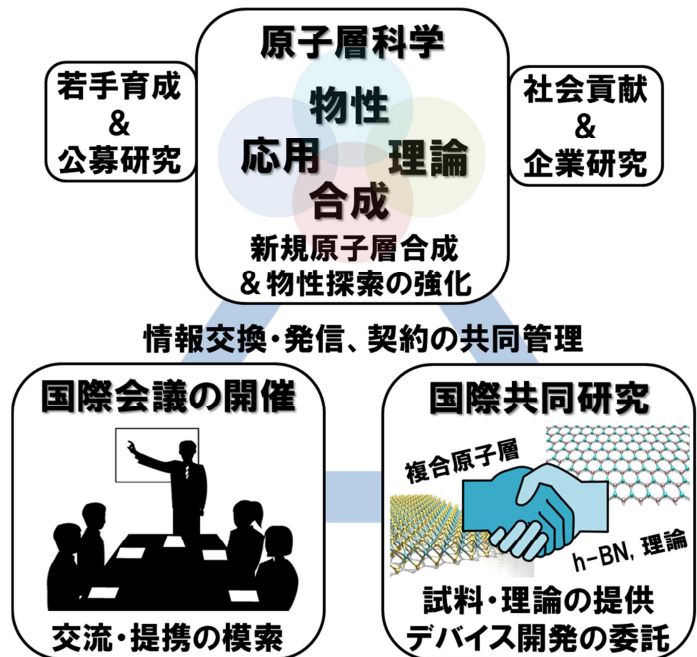 原子層科学
若手育成
&
公募研究
物性
応用 理論
合成
社会貢献
&
企業研究
新規原子層合成
&物性探索の強化
情報交換・発信、契約の共同管理
国際会議の開催
交流・提携の模索
国際共同研究
複合原子層
h-BN, 理論
試料・理論の提供
デバイス開発の委託